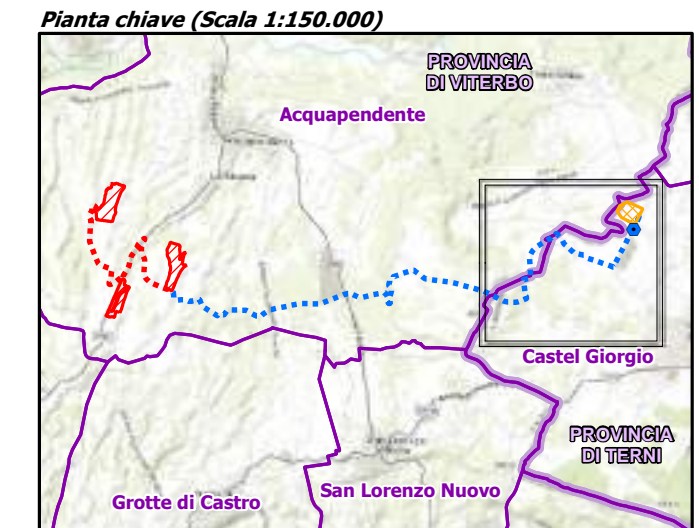 Pianta chiave (Scala 1:150.000)
PROVINCIA
DI VITERBO
Acquapendente
Castel Giorgio
PROVINCIA
DI TERNI
San Lorenzo Nuovo
Grotte di Castro